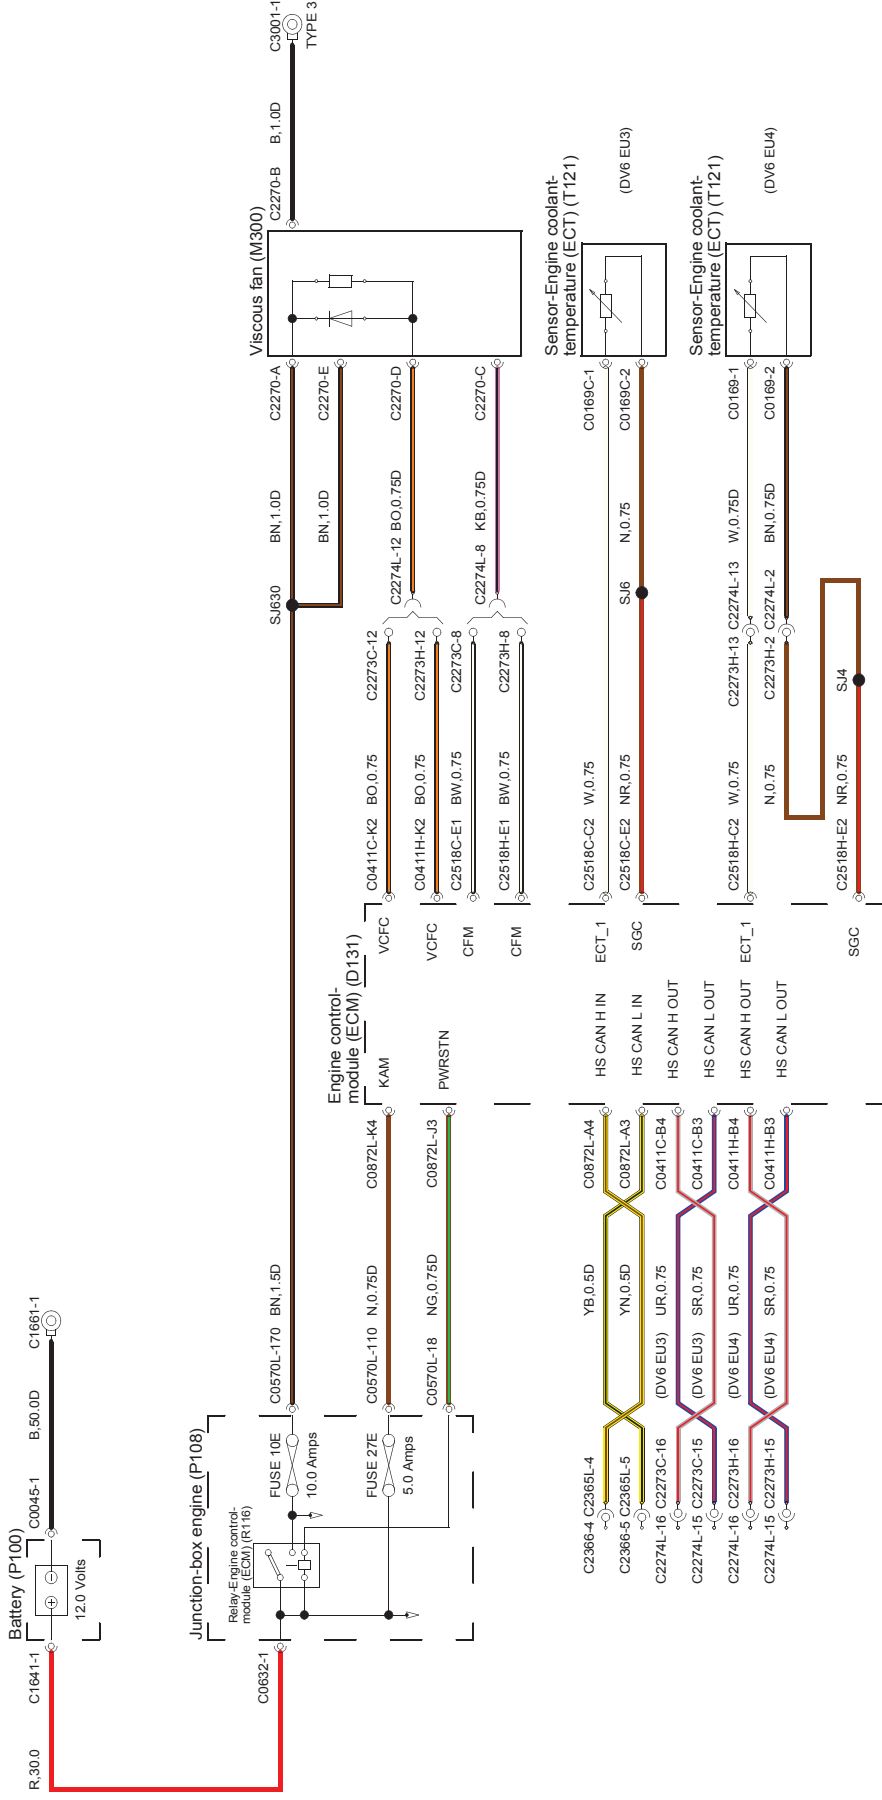 Battery (P100)
12.0 Volts
C1641-1
R,30.0
C0045-1
B,50.0D
C1661-1
Junction-box engine (P108)
Relay-Engine control-
module (ECM) (R116)
C0632-1
FUSE 10E
10.0 Amps
FUSE 27E
5.0 Amps
C0570L-170
BN,1.5D
C0570L-110
N,0.75D
C0570L-18
NG,0.75D
C0872L-K4
C0872L-J3
Engine control-
module (ECM) (D131)
KAM
PWRSTN
VCFC
VCFC
CFM
CFM
ECT_1
SGC
ECT_1
SGC
HS CAN H IN
HS CAN L IN
HS CAN H OUT
HS CAN L OUT
HS CAN H OUT
HS CAN L OUT
C2366-4
C2365L-4
YB,0.5D
C0872L-A4
C2366-5
C2365L-5
YN,0.5D
C0872L-A3
C2274L-16
C2273C-16
(DV6 EU3)
UR,0.75
C0411C-B4
C2274L-15
C2273C-15
(DV6 EU3)
SR,0.75
C0411C-B3
C2274L-16
C2273H-16
(DV6 EU4)
UR,0.75
C0411H-B4
C2274L-15
C2273H-15
(DV6 EU4)
SR,0.75
C0411H-B3
C0411C-K2
BO,0.75
C2273C-12
C0411H-K2
BO,0.75
C2273H-12
C2518C-E1
BW,0.75
C2273C-8
C2518H-E1
BW,0.75
C2273H-8
SJ630
BN,1.0D
C2270-A
BN,1.0D
C2270-E
C2274L-12
BO,0.75D
C2270-D
C2274L-8
KB,0.75D
C2270-C
Viscous fan (M300)
C2270-B
B,1.0D
C3001-1
TYPE 3
C2518C-C2
W,0.75
C0169C-1
C2518C-E2
NR,0.75
SJ6
N,0.75
C0169C-2
Sensor-Engine coolant-
temperature (ECT) (T121)
(DV6 EU3)
C2518H-C2
W,0.75
C2273H-13
C2274L-13
W,0.75D
C0169-1
N,0.75
C2273H-2
C2274L-2
BN,0.75D
C0169-2
Sensor-Engine coolant-
temperature (ECT) (T121)
(DV6 EU4)
C2518H-E2
NR,0.75
SJ4